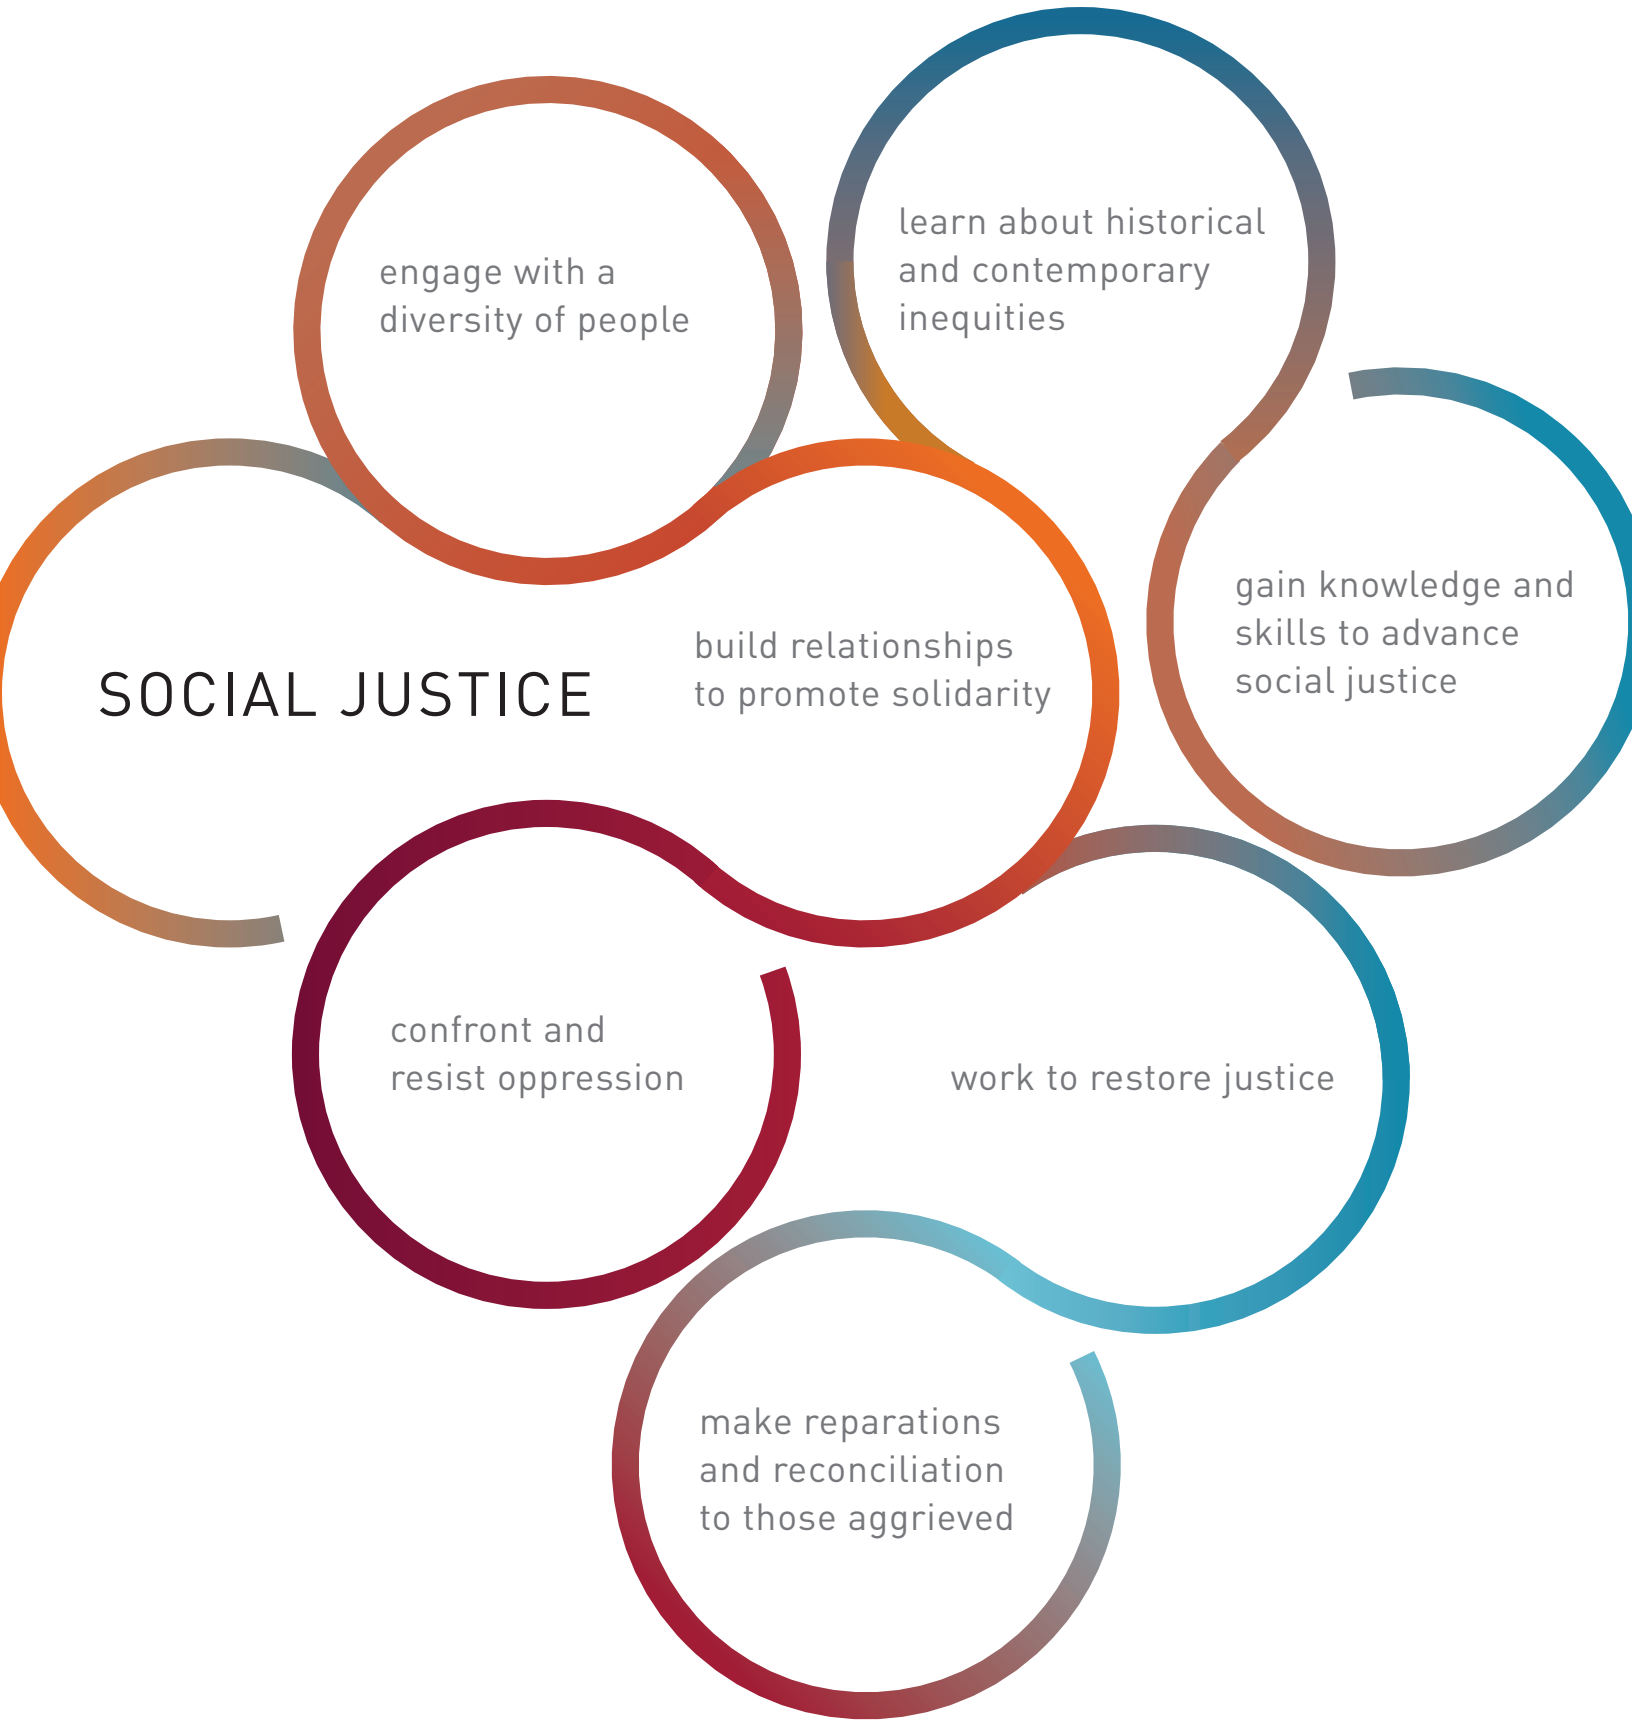 learn about historical
and contemporary
inequities
engage with a
diversity of people
gain knowledge and
skills to advance
social justice
SOCIAL JUSTICE
build relationships
to promote solidarity
confront and
resist oppression
work to restore justice
make reparations
and reconciliation
to those aggrieved